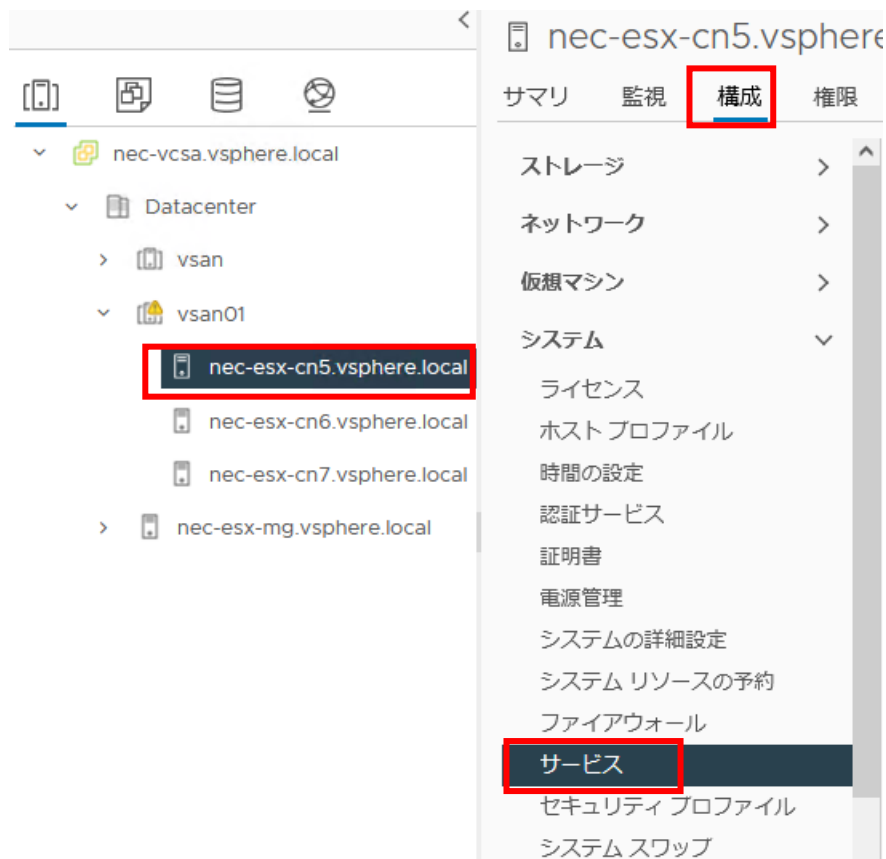 nec-vcsa.vsphere.local
Datacenter
vsan
vsan01
nec-esx-cn5.vsphere.local
nec-esx-cn6.vsphere.local
nec-esx-cn7.vsphere.local
nec-esx-mg.vsphere.local
nec-esx-cn5.vsphere
サマリ 監視 構成 権限
ストレージ
ネットワーク
仮想マシン
システム
ライセンス
ホスト プロファイル
時間の設定
認証サービス
証明書
電源管理
システムの詳細設定
システム リソースの予約
ファイアウォール
サービス
セキュリティ プロファイル
システム スワップ